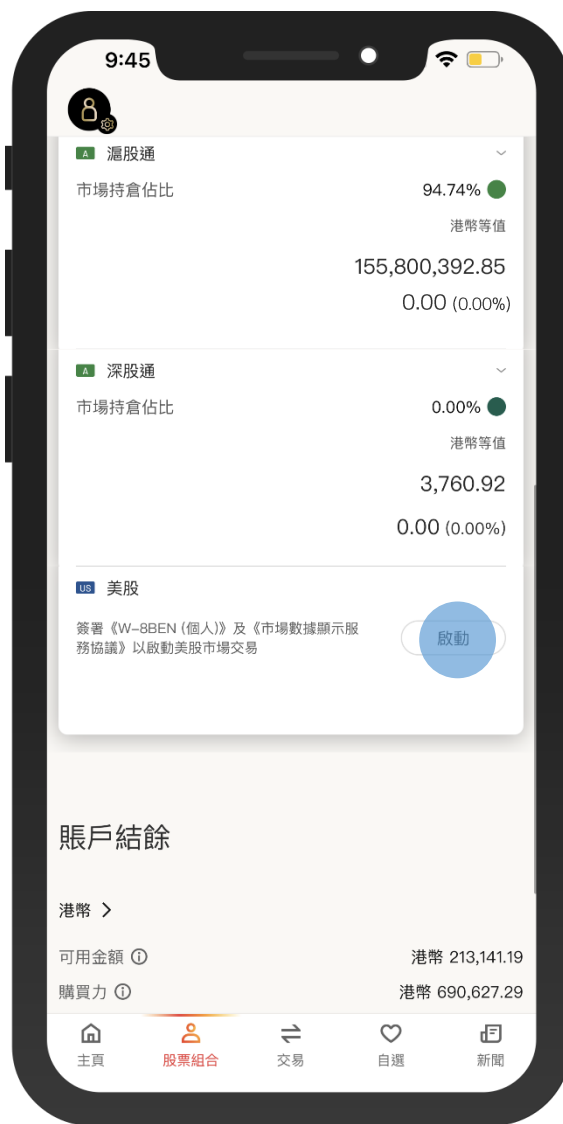 9:45
A 滬股通
市場持倉佔比 94.74%
港幣等值
155,800,392.85
0.00 (0.00%)
A 深股通
市場持倉佔比 0.00%
港幣等值
3,760.92
0.00 (0.00%)
US 美股
簽署《W-8BEN (個人)》及《市場數據顯示服
務協議》以啟動美股市場交易
啟動
賬戶結餘
港幣
可用金額 港幣 213,141.19
購買力 港幣 690,627.29
主頁 股票組合 交易 自選 新聞